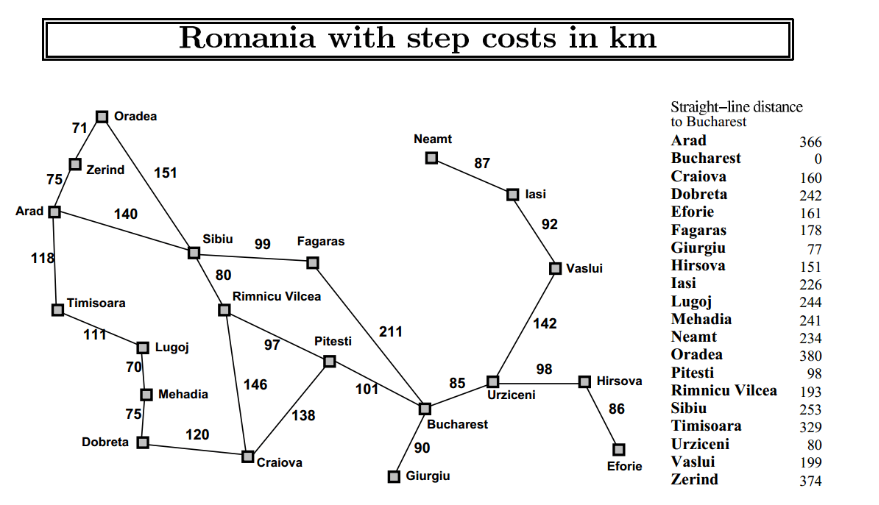 Romania with step costs in km
Straight–line distance
to Bucharest
Arad 366
Bucharest 0
Craiova 160
Dobreta 242
Eforie 161
Fagaras 178
Giurgiu 77
Hirsova 151
Iasi 226
Lugoj 244
Mehadia 241
Neamt 234
Oradea 380
Pitesti 98
Rimnicu Vilcea 193
Sibiu 253
Timisoara 329
Urziceni 80
Vaslui 199
Zerind 374
Oradea
71
Neamt
Zerind
87
151
75
Iasi
Arad
140
92
Sibiu
99
Fagaras
118
80
Vaslui
Rimnicu Vilcea
Timisoara
142
211
111
Lugoj
97
Pitesti
70
98
Hirsova
146
101
85
Mehadia
Urziceni
75
138
86
Bucharest
120
Dobreta
90
Craiova
Eforie
Giurgiu